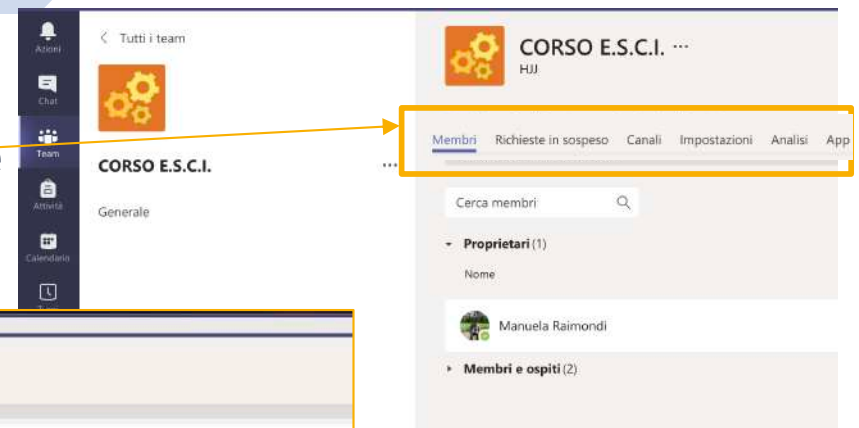 Azioni
Chat
Team
Attività
Calendario
Tutti i team
CORSO E.S.C.I.
...
Generale
CORSO E.S.C.I. ...
HJJ
Membri Richieste in sospeso Canali Impostazioni Analisi App
Cerca membri
Proprietari (1)
Nome
Manuela Raimondi
Membri e ospiti (2)